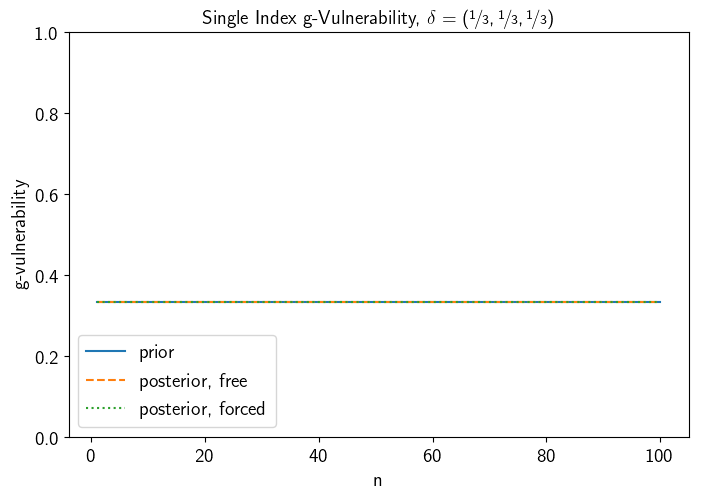 Single Index g-Vulnerability, δ = (1/3, 1/3, 1/3)
1.0
0.8
0.6
0.4
0.2
0.0
g-vulnerability
prior
posterior, free
posterior, forced
0 20 40 60 80 100
n